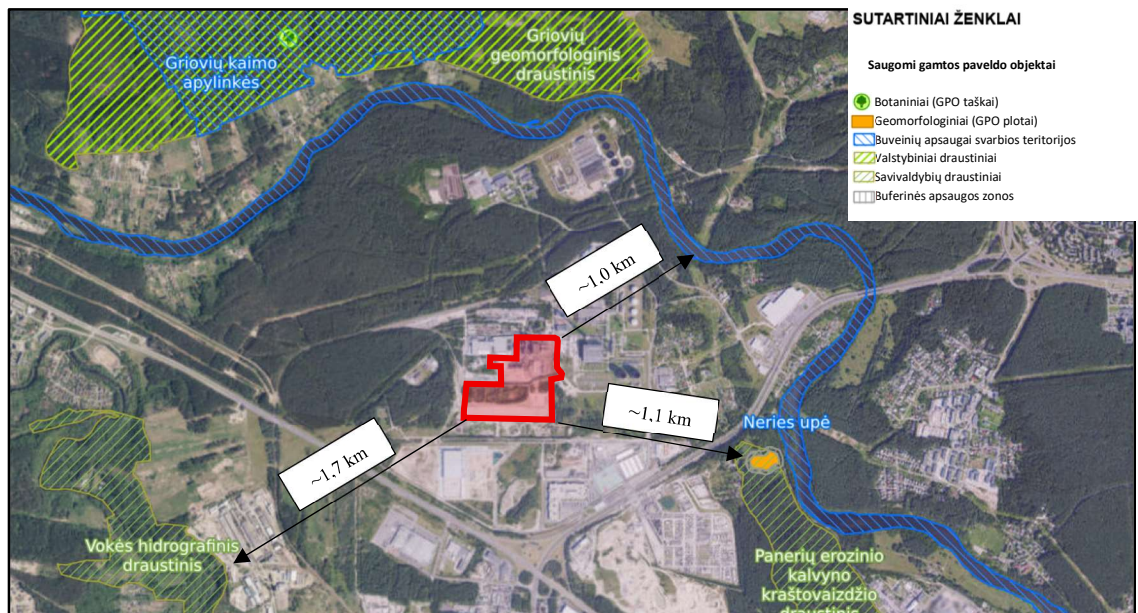 SUTARTINIAI ŽENKLAI
Saugomi gamtos paveldo objektai
Botaniniai (GPO taškai)
Geomorfologiniai (GPO plotai)
Buveinių apsaugai svarbios teritorijos
Valstybiniai draustiniai
Savivaldybių draustiniai
Buferinės apsaugos zonos
Griovių kaimo
apylinkės
Griovių
geomorfologinis
draustinis
~1,0 km
~1,1 km
Neries upė
~1,7 km
Vokės hidrografinis
draustinis
Panerių erozinio
kalvyno
kraštovaizdžio
draustinis